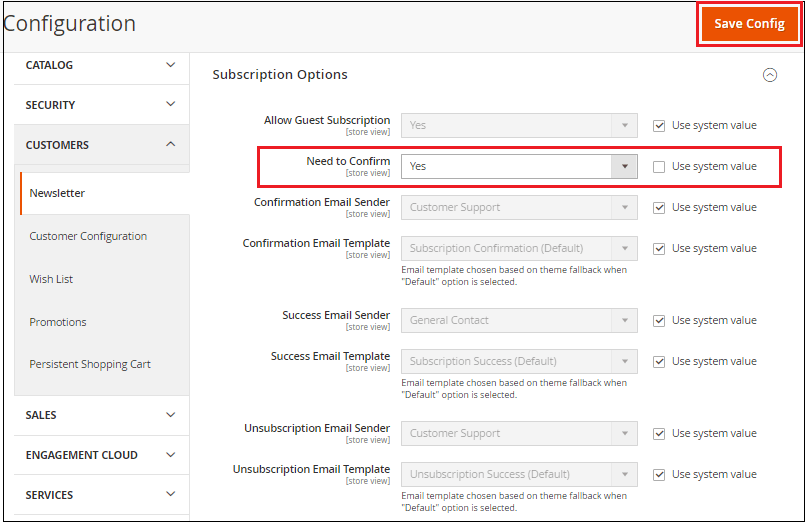 Configuration
Save Config
CATALOG
SECURITY
CUSTOMERS
Newsletter
Customer Configuration
Wish List
Promotions
Persistent Shopping Cart
SALES
ENGAGEMENT CLOUD
SERVICES
Subscription Options
Allow Guest Subscription
[store view]
Yes
Use system value
Need to Confirm
[store view]
Yes
Use system value
Confirmation Email Sender
[store view]
Customer Support
Use system value
Confirmation Email Template
[store view]
Subscription Confirmation (Default)
Use system value
Email template chosen based on theme fallback when
"Default" option is selected.
Success Email Sender
[store view]
General Contact
Use system value
Success Email Template
[store view]
Subscription Success (Default)
Use system value
Email template chosen based on theme fallback when
"Default" option is selected.
Unsubscription Email Sender
[store view]
Customer Support
Use system value
Unsubscription Email Template
[store view]
Unsubscription Success (Default)
Use system value
Email template chosen based on theme fallback when
"Default" option is selected.